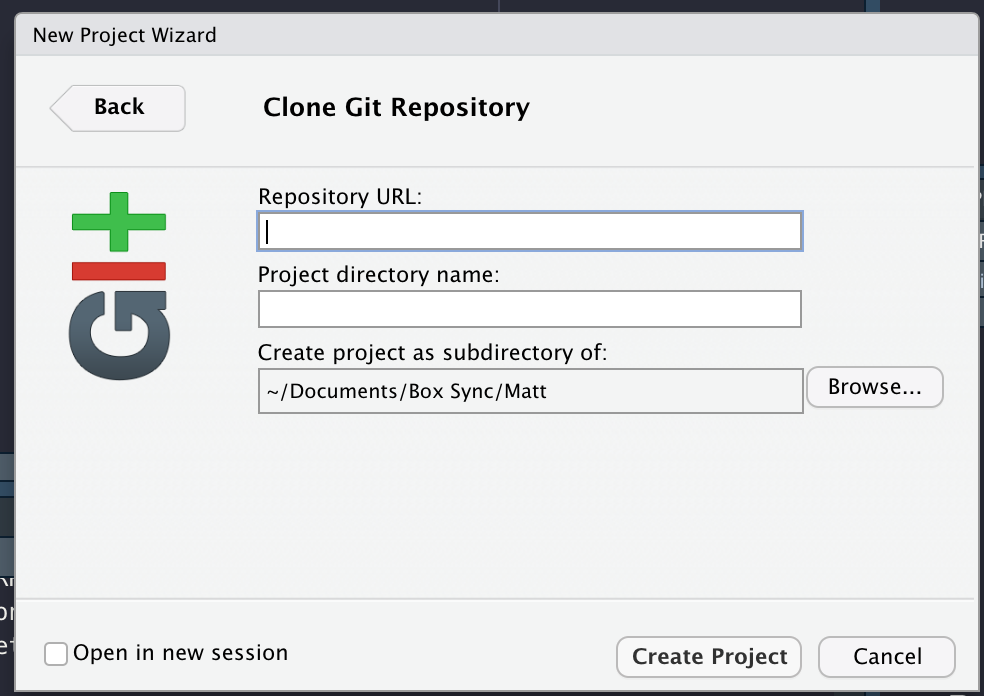 New Project Wizard
Back
Clone Git Repository
GIT
Repository URL:
Project directory name:
Create project as subdirectory of:
~/Documents/Box Sync/Matt
Browse...
Open in new session
Create Project
Cancel